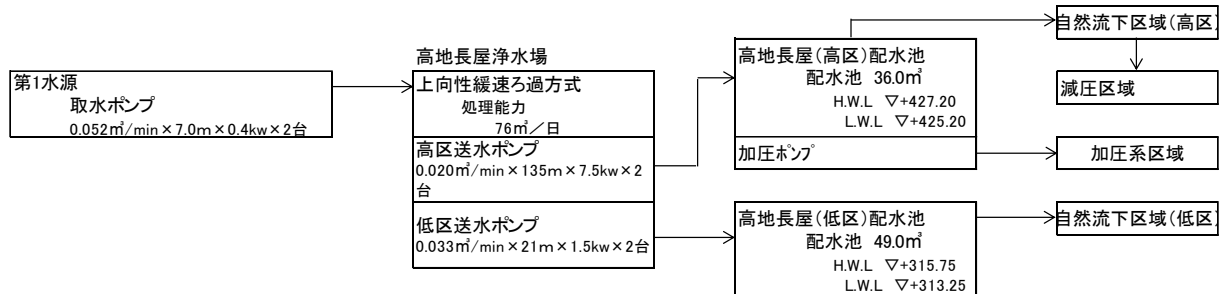 第1水源
取水ポンプ
0.052㎥/min×7.0m×0.4kw×2台
高地長屋浄水場
上向性緩速ろ過方式
処理能力
76㎥/日
高区送水ポンプ
0.020㎥/min×135m×7.5kw×2
台
低区送水ポンプ
0.033㎥/min×21m×1.5kw×2台
高地長屋(高区)配水池
配水池 36.0㎥
H.W.L ▽+427.20
L.W.L ▽+425.20
加圧ポンプ
高地長屋(低区)配水池
配水池 49.0㎥
H.W.L ▽+315.75
L.W.L ▽+313.25
自然流下区域(高区)
減圧区域
加圧系区域
自然流下区域(低区)